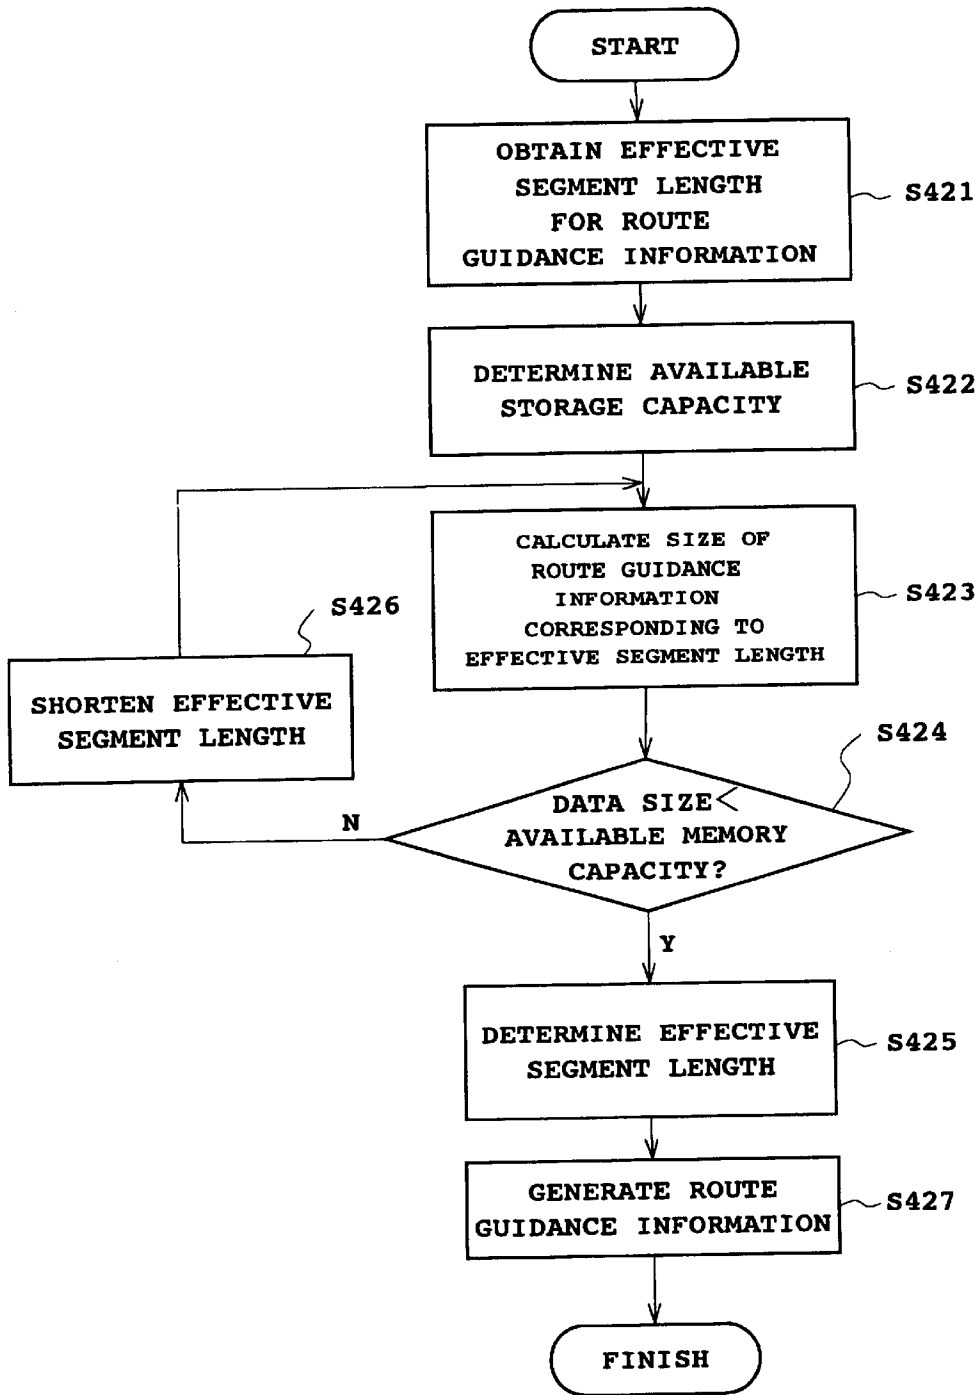 START
OBTAIN EFFECTIVE
SEGMENT LENGTH
FOR ROUTE
GUIDANCE INFORMATION
S421
DETERMINE AVAILABLE
STORAGE CAPACITY
S422
CALCULATE SIZE OF
ROUTE GUIDANCE
INFORMATION
CORRESPONDING TO
EFFECTIVE SEGMENT LENGTH
S423
S426
SHORTEN EFFECTIVE
SEGMENT LENGTH
S424
DATA SIZE<
AVAILABLE MEMORY
CAPACITY?
N
Y
DETERMINE EFFECTIVE
SEGMENT LENGTH
S425
GENERATE ROUTE
GUIDANCE INFORMATION
S427
FINISH